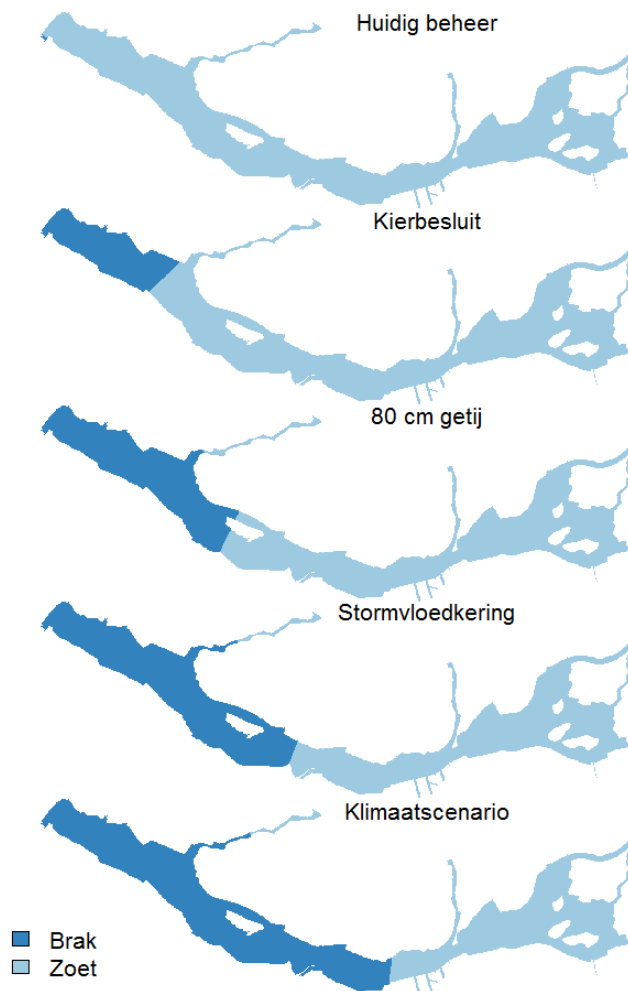 Huidig beheer
Kierbesluit
80 cm getij
Stormvloedkering
Klimaatscenario
Brak
Zoet